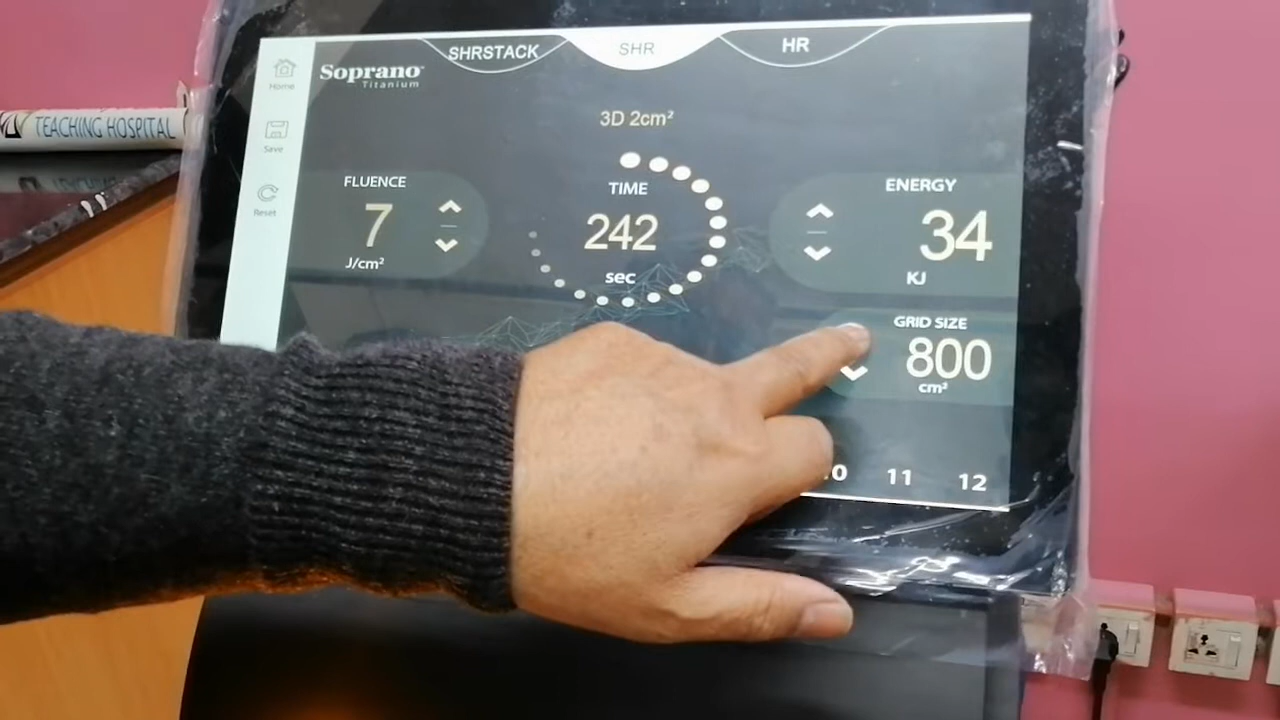 SHRSTACK
SHR
HR
Home
Soprano
Titanium
TEACHING HOSPITAL
Save
Reset
3D 2cm²
FLUENCE
7
J/cm²
TIME
242
sec
ENERGY
34
KJ
GRID SIZE
800
cm²
11
12